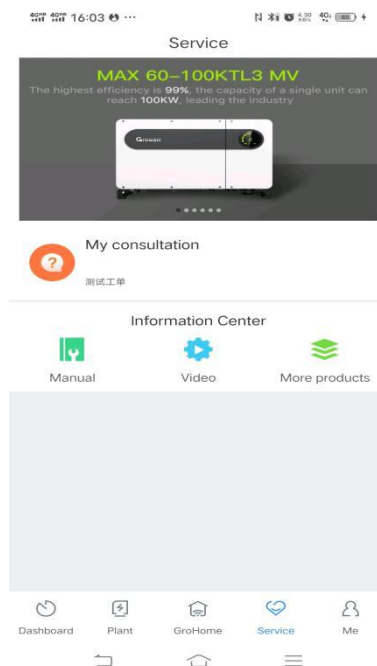 16:03
Service
MAX 60-100KTL3 MV
The highest efficiency is 99%, the capacity of a single unit can
reach 100KW, leading the industry
Growatt
My consultation
测试工单
Information Center
Manual Video More products
Dashboard Plant GroHome Service Me